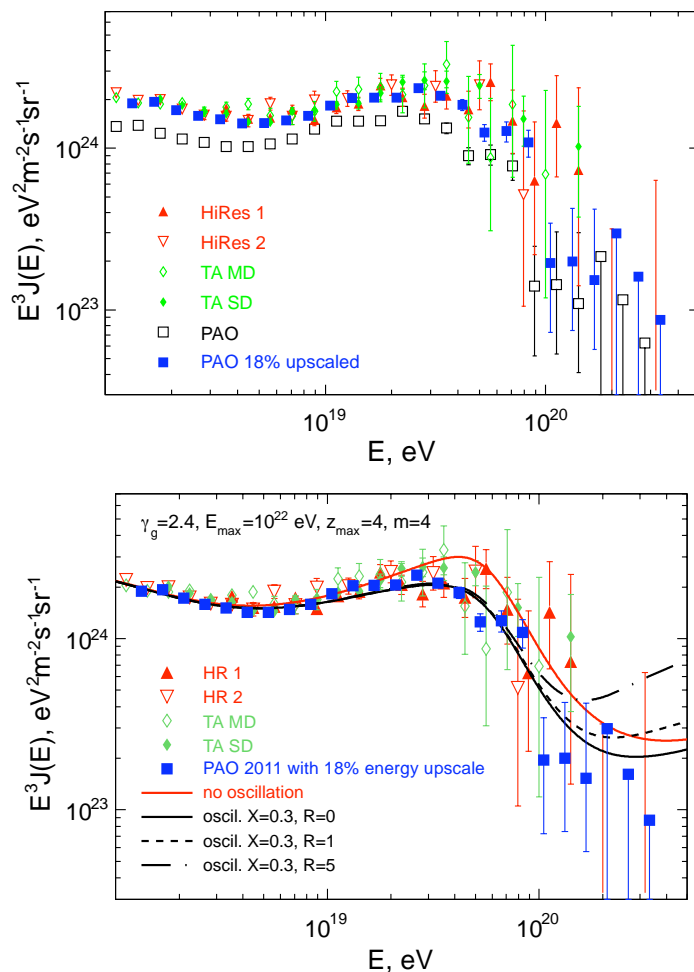 E³J(E), eV²m⁻²s⁻¹sr⁻¹
10²⁴
10²³
HiRes 1
HiRes 2
TA MD
TA SD
PAO
PAO 18% upscaled
10¹⁹
10²⁰
E, eV
E³J(E), eV²m⁻²s⁻¹sr⁻¹
γg=2.4, Emax=10²² eV, zmax=4, m=4
10²⁴
10²³
HR 1
HR 2
TA MD
TA SD
PAO 2011 with 18% energy upscale
no oscillation
oscil. X=0.3, R=0
oscil. X=0.3, R=1
oscil. X=0.3, R=5
10¹⁹
10²⁰
E, eV